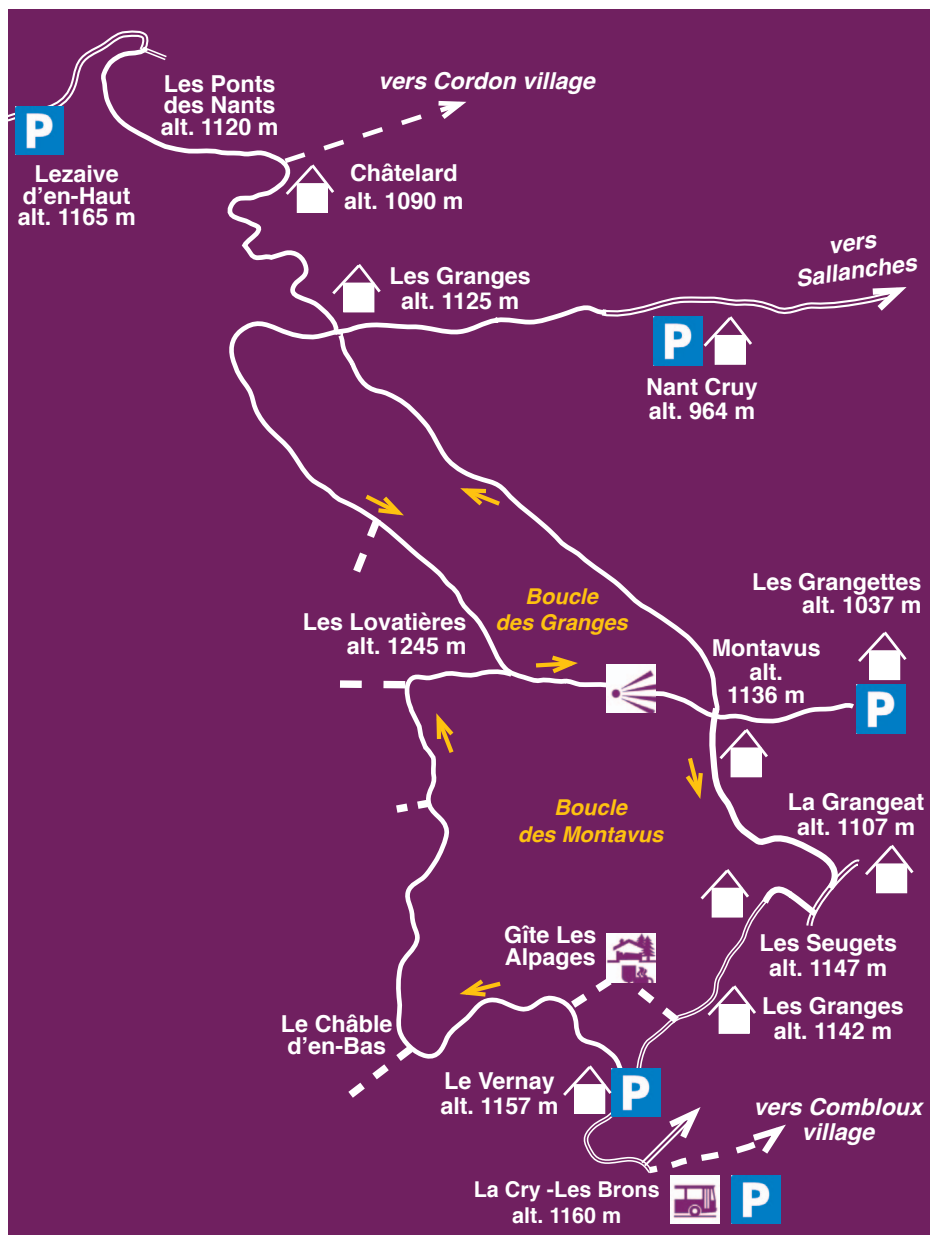 Les Ponts
des Nants
alt. 1120 m
vers Cordon village
P
Lezaive
d'en-Haut
alt. 1165 m
Châtelard
alt. 1090 m
vers
Sallanches
Les Granges
alt. 1125 m
P
Nant Cruy
alt. 964 m
Les Grangettes
alt. 1037 m
Boucle
des Granges
Les Lovatières
alt. 1245 m
Montavus
alt.
1136 m
P
Boucle
des Montavus
La Grangeat
alt. 1107 m
Gîte Les
Alpages
Les Seugets
alt. 1147 m
Les Granges
alt. 1142 m
Le Châble
d'en-Bas
Le Vernay
alt. 1157 m
P
vers Combloux
village
La Cry -Les Brons
alt. 1160 m
P